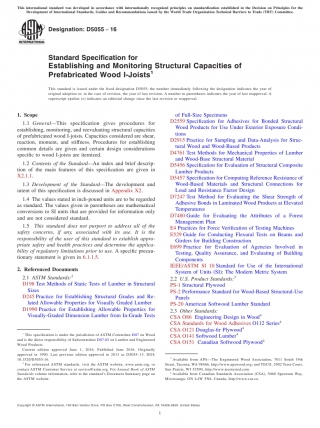 This international standard was developed in accordance with internationally recognized principles on standardization established in the Decision on Principles for the
Development of International Standards, Guides and Recommendations issued by the World Trade Organization Technical Barriers to Trade (TBT) Committee.
Designation: D5055 − 16
Standard Specification for
Establishing and Monitoring Structural Capacities of
Prefabricated Wood I-Joists1
This standard is issued under the fixed designation D5055; the number immediately following the designation indicates the year of
original adoption or, in the case of revision, the year of last revision. A number in parentheses indicates the year of last reapproval. A
superscript epsilon (´) indicates an editorial change since the last revision or reapproval.
1. Scope
1.1 General—This specification gives procedures for
establishing, monitoring, and reevaluating structural capacities
of prefabricated wood I-joists. Capacities considered are shear,
reaction, moment, and stiffness. Procedures for establishing
common details are given and certain design considerations
specific to wood I-joists are itemized.
1.2 Contents of the Standard—An index and brief descrip-
tion of the main features of this specification are given in
X2.1.1.
1.3 Development of the Standard—The development and
intent of this specification is discussed in Appendix X2.
1.4 The values stated in inch-pound units are to be regarded
as standard. The values given in parentheses are mathematical
conversions to SI units that are provided for information only
and are not considered standard.
1.5 This standard does not purport to address all of the
safety concerns, if any, associated with its use. It is the
responsibility of the user of this standard to establish appro-
priate safety and health practices and determine the applica-
bility of regulatory limitations prior to use. A specific precau-
tionary statement is given in 6.1.1.5.
2. Referenced Documents
2.1 ASTM Standards:2
D198 Test Methods of Static Tests of Lumber in Structural
Sizes
D245 Practice for Establishing Structural Grades and Re-
lated Allowable Properties for Visually Graded Lumber
D1990 Practice for Establishing Allowable Properties for
Visually-Graded Dimension Lumber from In-Grade Tests
1 This specification is under the jurisdiction of ASTM Committee D07 on Wood
and is the direct responsibility of Subcommittee D07.02 on Lumber and Engineered
Wood Products.
Current edition approved June 1, 2016. Published June 2016. Originally
approved in 1990. Last previous edition approved in 2013 as D5055–13. DOI:
10.1520/D5055-16.
2 For referenced ASTM standards, visit the ASTM website, www.astm.org, or
contact ASTM Customer Service at service@astm.org. For Annual Book of ASTM
Standards volume information, refer to the standard's Document Summary page on
the ASTM website.
of Full-Size Specimens
D2559 Specification for Adhesives for Bonded Structural
Wood Products for Use Under Exterior Exposure Condi-
tions
D2915 Practice for Sampling and Data-Analysis for Struc-
tural Wood and Wood-Based Products
D4761 Test Methods for Mechanical Properties of Lumber
and Wood-Base Structural Material
D5456 Specification for Evaluation of Structural Composite
Lumber Products
D5457 Specification for Computing Reference Resistance of
Wood-Based Materials and Structural Connections for
Load and Resistance Factor Design
D7247 Test Method for Evaluating the Shear Strength of
Adhesive Bonds in Laminated Wood Products at Elevated
Temperatures
D7480 Guide for Evaluating the Attributes of a Forest
Management Plan
E4 Practices for Force Verification of Testing Machines
E529 Guide for Conducting Flexural Tests on Beams and
Girders for Building Construction
E699 Practice for Evaluation of Agencies Involved in
Testing, Quality Assurance, and Evaluating of Building
Components
IEEE/ASTM SI 10 Standard for Use of the International
System of Units (SI): The Modern Metric System
2.2 U.S. Product Standards:3
PS-1 Structural Plywood
PS-2 Performance Standard for Wood-Based Structural-Use
Panels
PS-20 American Softwood Lumber Standard
2.3 Other Standards:
CSA O86 Engineering Design in Wood4
CSA Standards for Wood Adhesives O112 Series4
CSA O121 Douglas-fir Plywood4
CSA O141 Softwood Lumber4
CSA O151 Canadian Softwood Plywood4
3 Available from APA—The Engineered Wood Association, 7011 South 19th
Street, Tacoma, WA 98466, http://www.apawood.org; and TECO, 2902 Terra Court,
Sun Prairie, WI 53590, http://www.tecotested.com.
4 Available from Canadian Standards Association (CSA), 5060 Spectrum Way,
Mississauga, ON L4W 5N6, Canada, http://www.csa.ca.
Copyright © ASTM International, 100 Barr Harbor Drive, PO Box C700, West Conshohocken, PA 19428-2959. United States
1